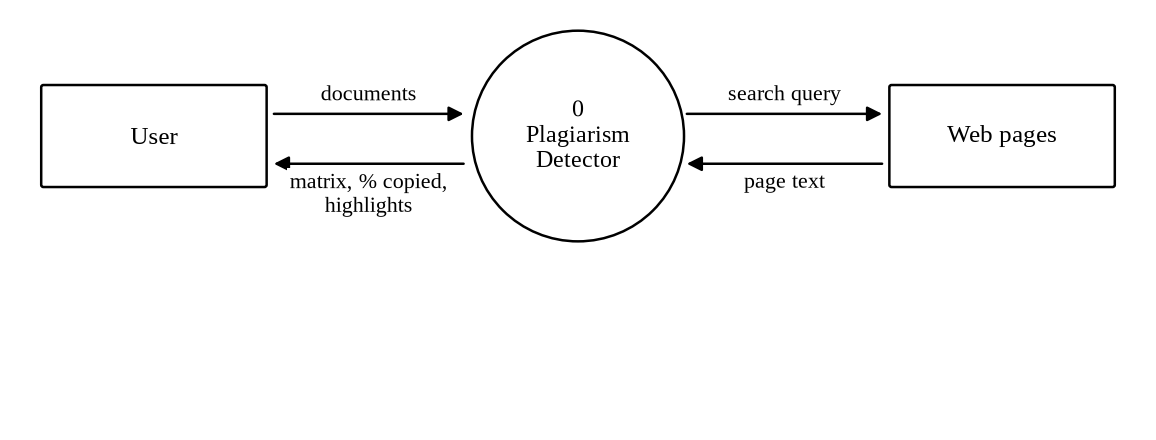 documents
User
matrix, % copied,
highlights
0
Plagiarism
Detector
search query
page text
Web pages